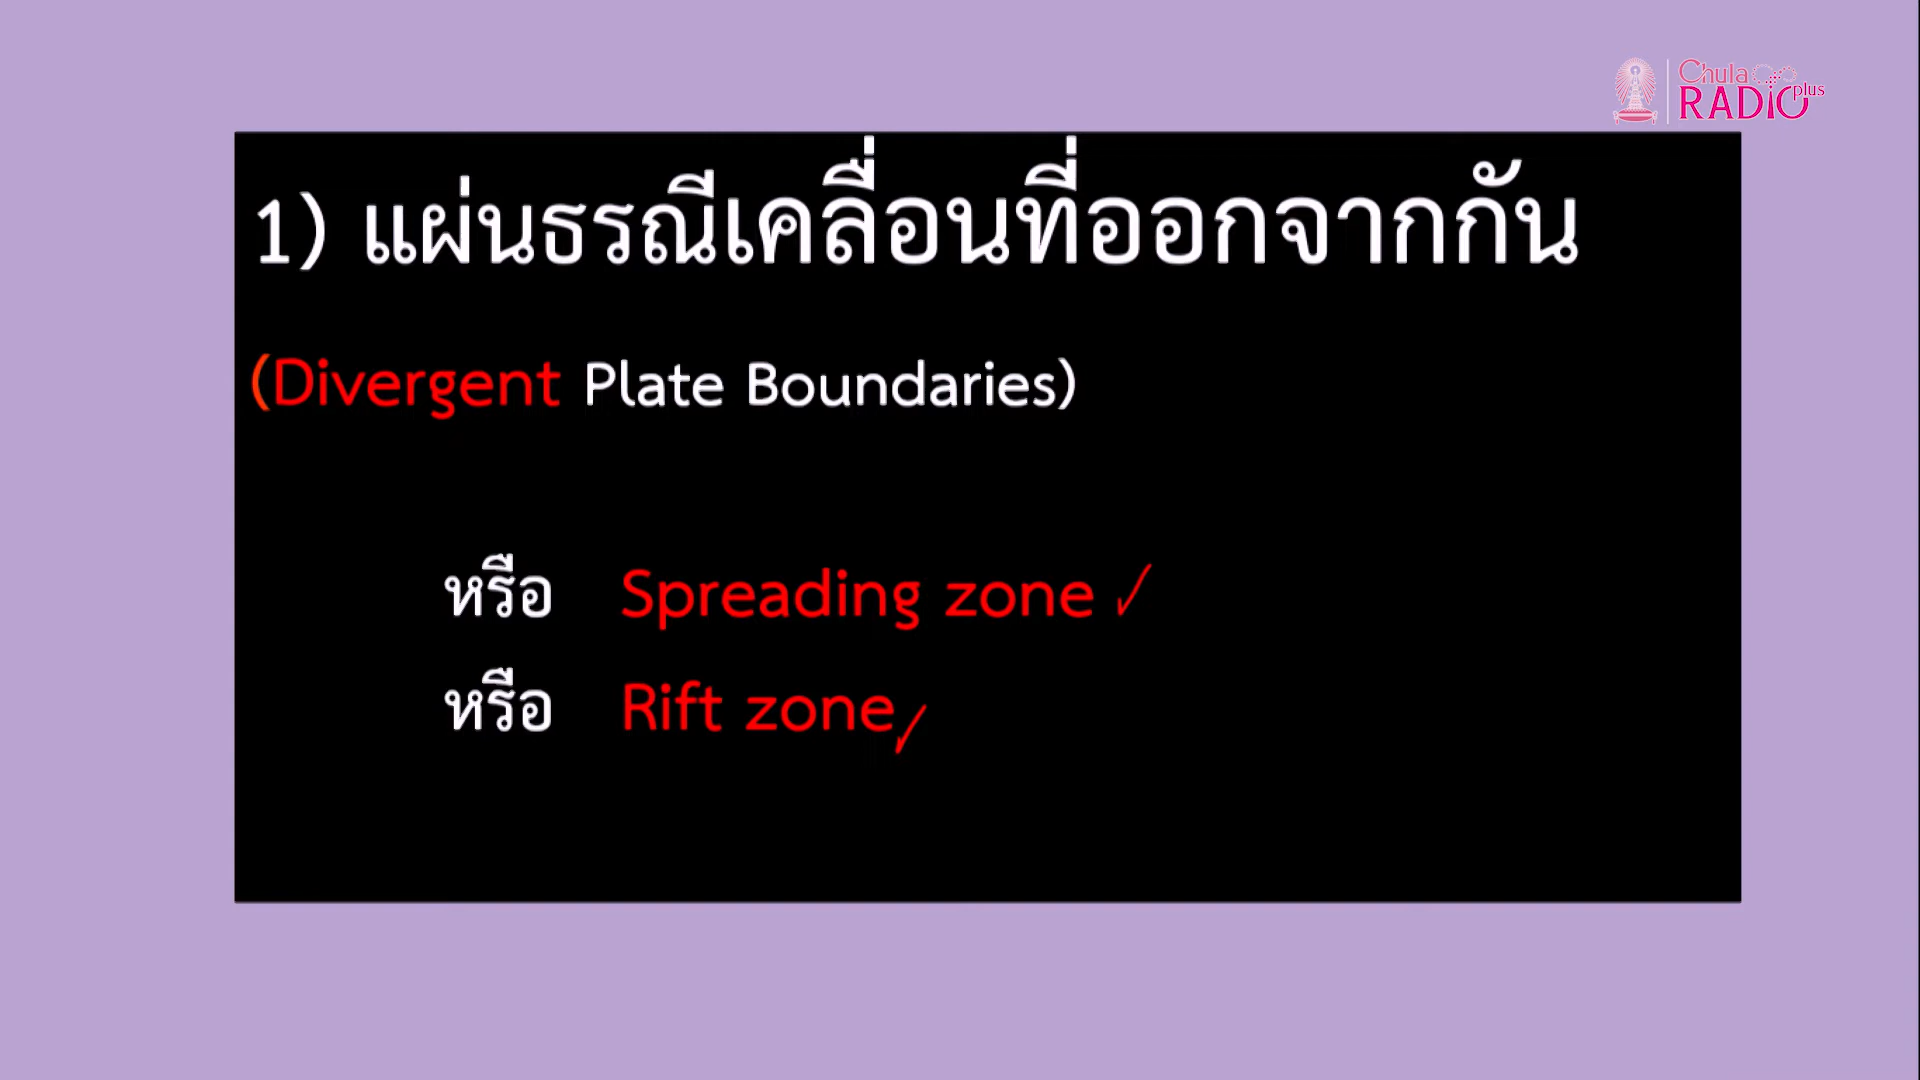 Chula
RADIO plus
1) แผ่นธรณีเคลื่อนที่ออกจากกัน
(Divergent Plate Boundaries)
หรือ Spreading zone ✓
หรือ Rift zone ✓